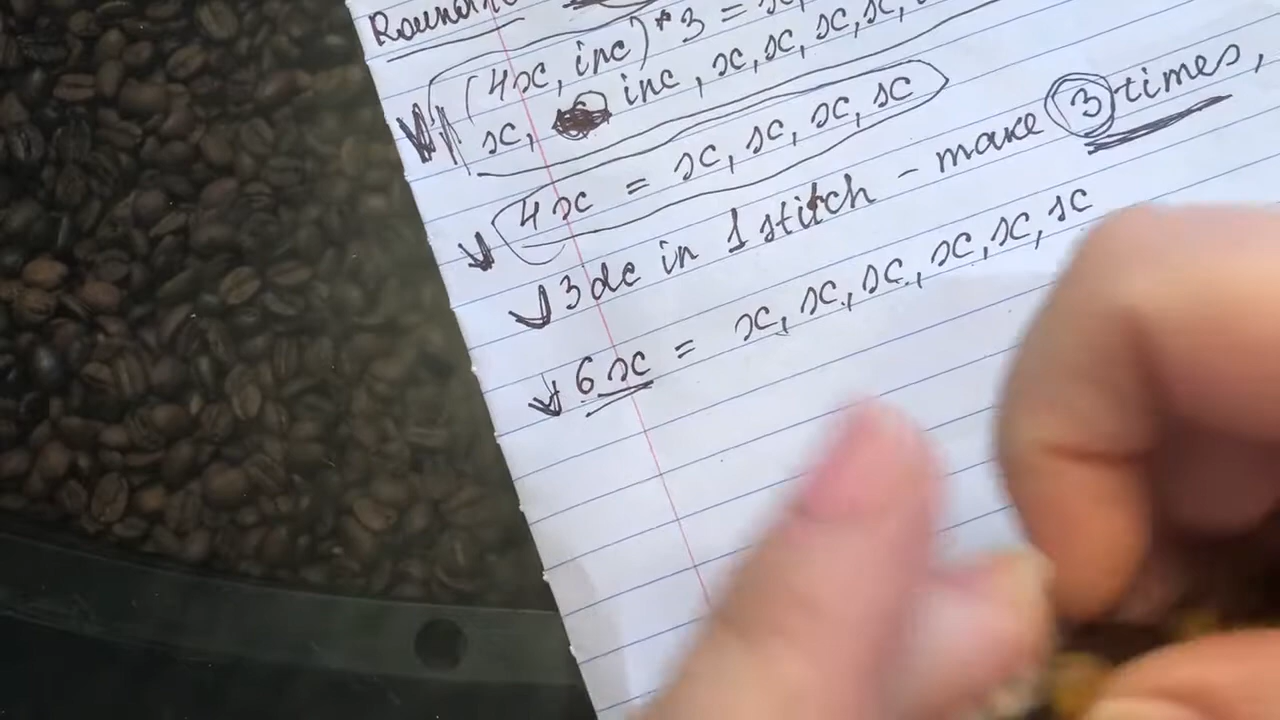 (4sc, inc)*3 = sc,
sc, inc, sc, sc, sc, sc,
4sc = sc, sc, sc, sc
3dc in 1 stitch - make 3 times,
6sc = sc, sc, sc, sc, sc, sc